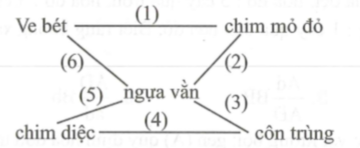 (1)
Ve bét chim mỏ đỏ
(6) (2)
(5) ngựa vằn (3)
(4)
chim diệc côn trùng